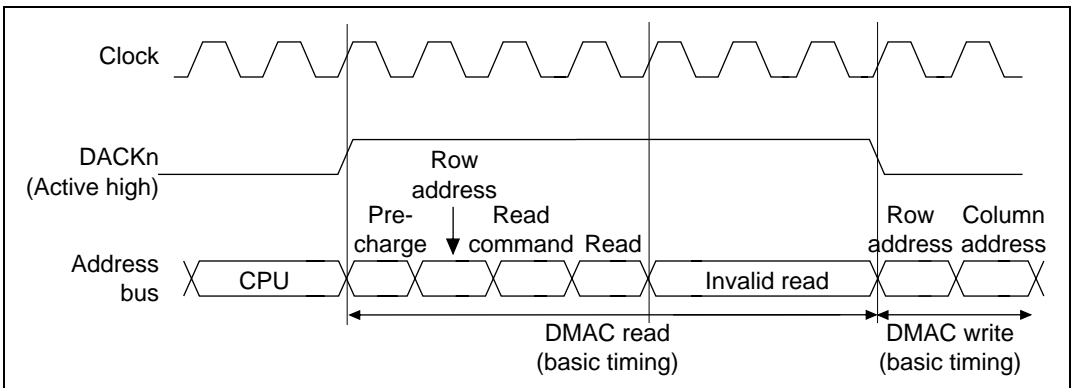 Clock
DACKn
(Active high)
Row
address
Pre-
charge
Read
command
Read
Row
address
Column
address
Address
bus
CPU
Invalid read
DMAC read
(basic timing)
DMAC write
(basic timing)